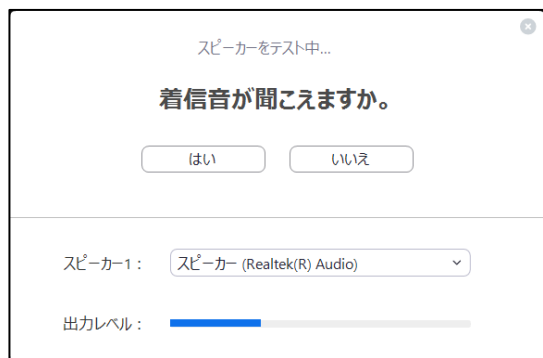 スピーカーをテスト中...
着信音が聞こえますか。
はい
いいえ
スピーカー1： スピーカー (Realtek(R) Audio)
出力レベル：